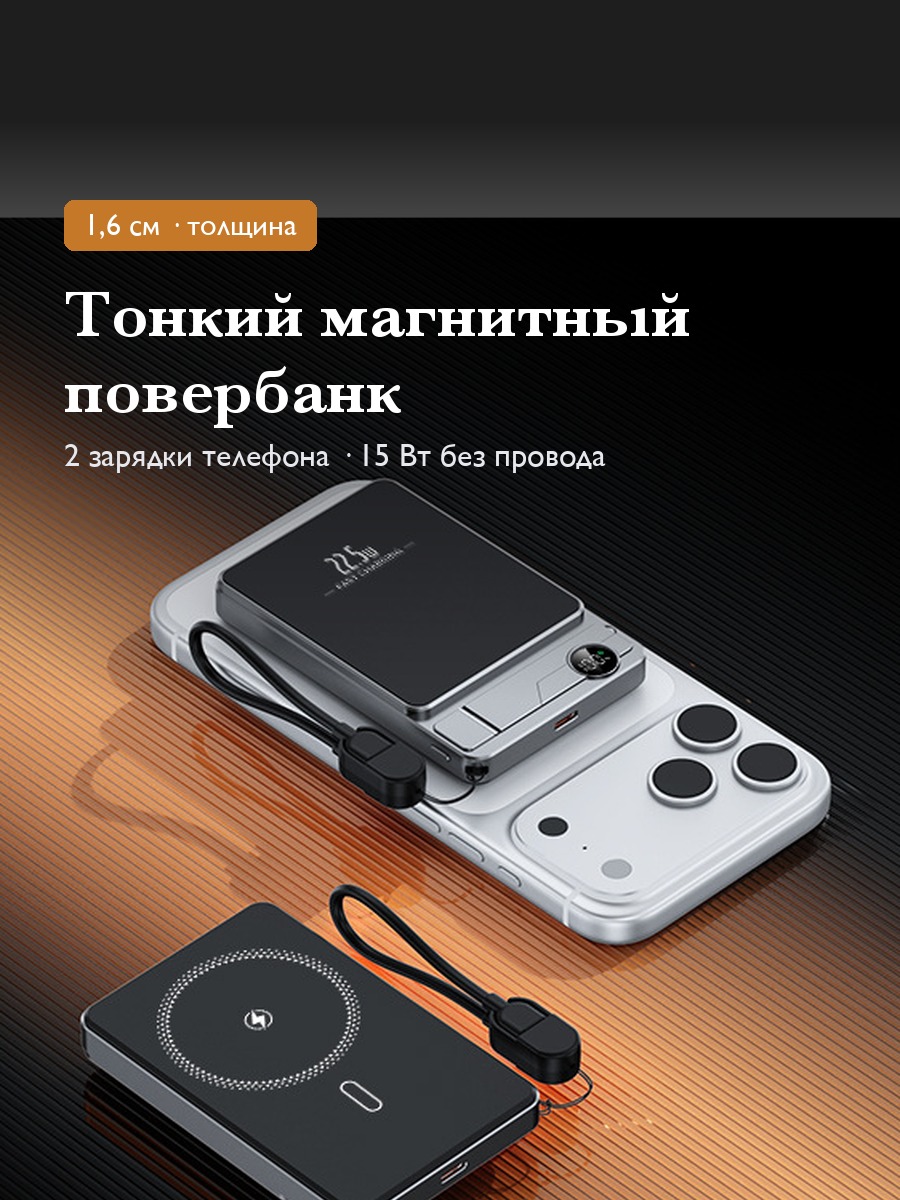 1,6 см · толщина
Тонкий магнитный
повербанк
2 зарядки телефона · 15 Вт без провода
22.5W
FAST CHARGING